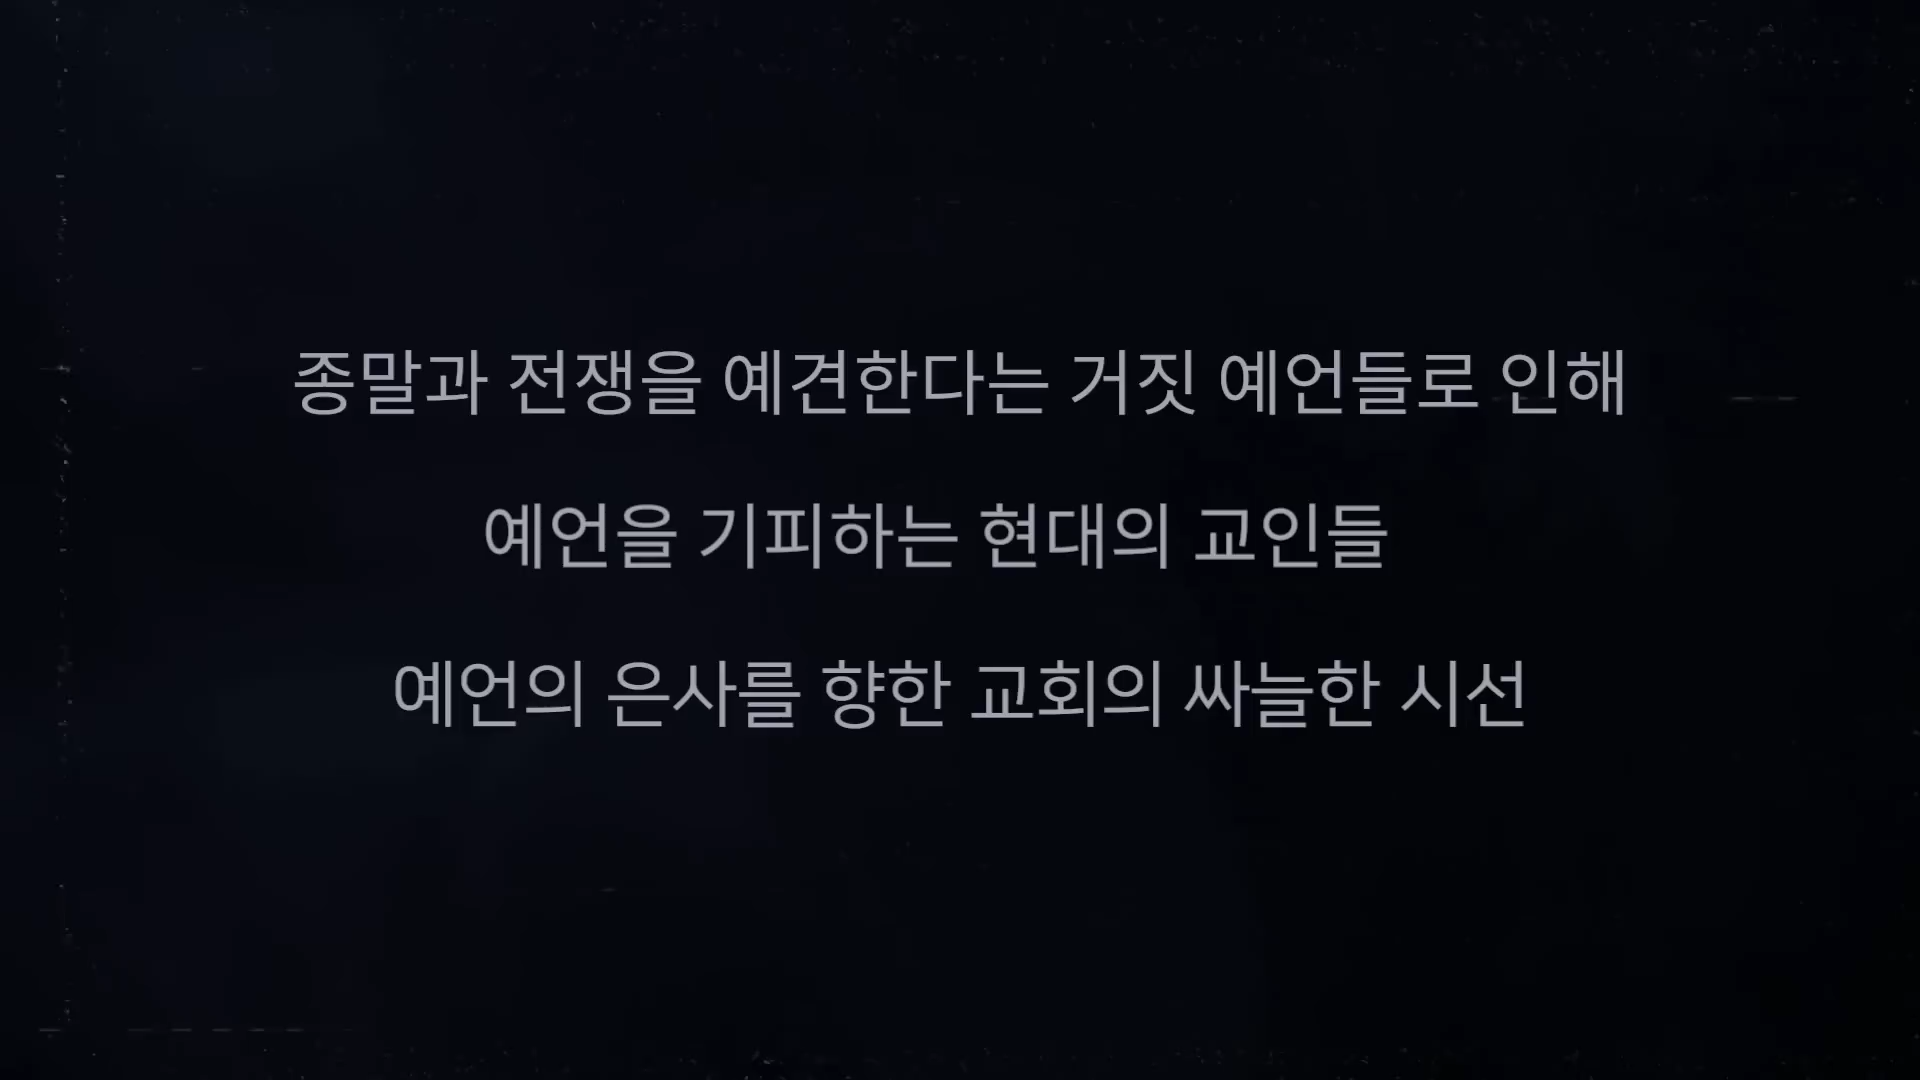 종말과 전쟁을 예견한다는 거짓 예언들로 인해
예언을 기피하는 현대의 교인들
예언의 은사를 향한 교회의 싸늘한 시선